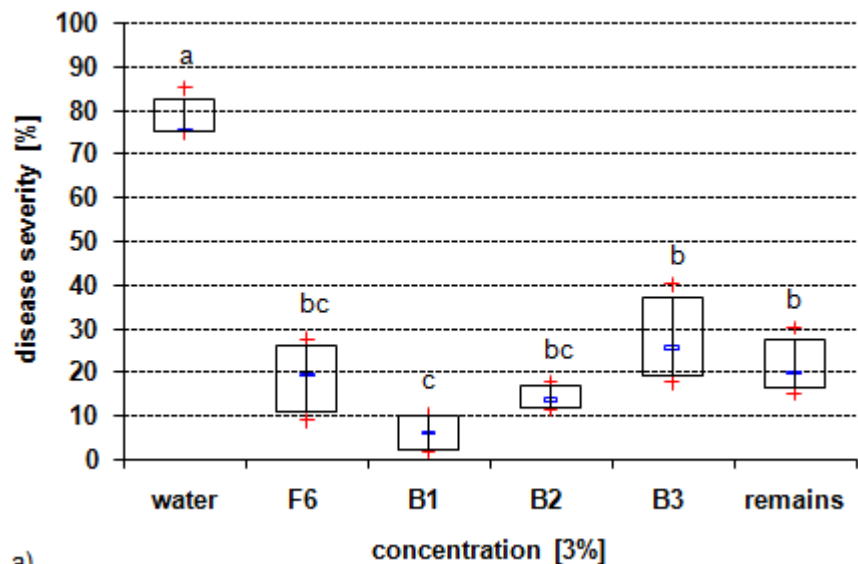 100
90
80
70
60
50
40
30
20
10
0
disease severity [%]
a
bc
c
bc
b
b
water F6 B1 B2 B3 remains
concentration [3%]
a)